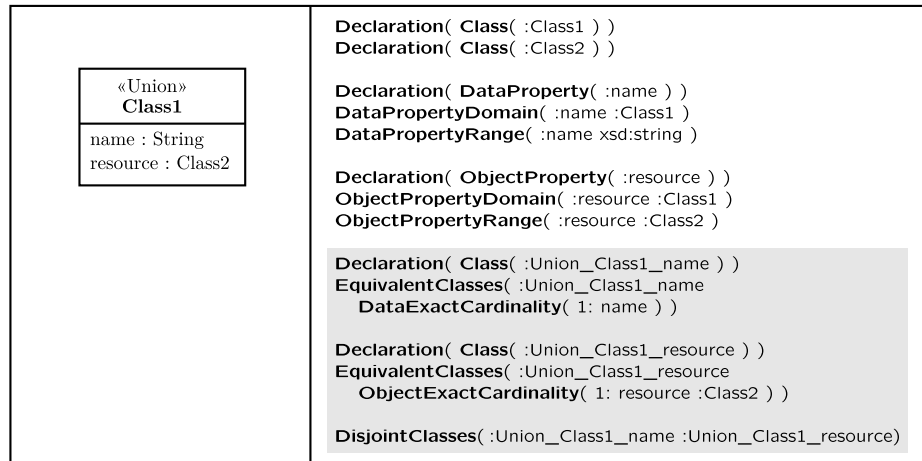 «Union»
Class1
name : String
resource : Class2
Declaration( Class( :Class1 ) )
Declaration( Class( :Class2 ) )
Declaration( DataProperty( :name ) )
DataPropertyDomain( :name :Class1 )
DataPropertyRange( :name xsd:string )
Declaration( ObjectProperty( :resource ) )
ObjectPropertyDomain( :resource :Class1 )
ObjectPropertyRange( :resource :Class2 )
Declaration( Class( :Union_Class1_name ) )
EquivalentClasses( :Union_Class1_name
DataExactCardinality( 1: name ) )
Declaration( Class( :Union_Class1_resource ) )
EquivalentClasses( :Union_Class1_resource
ObjectExactCardinality( 1: resource :Class2 ) )
DisjointClasses( :Union_Class1_name :Union_Class1_resource)